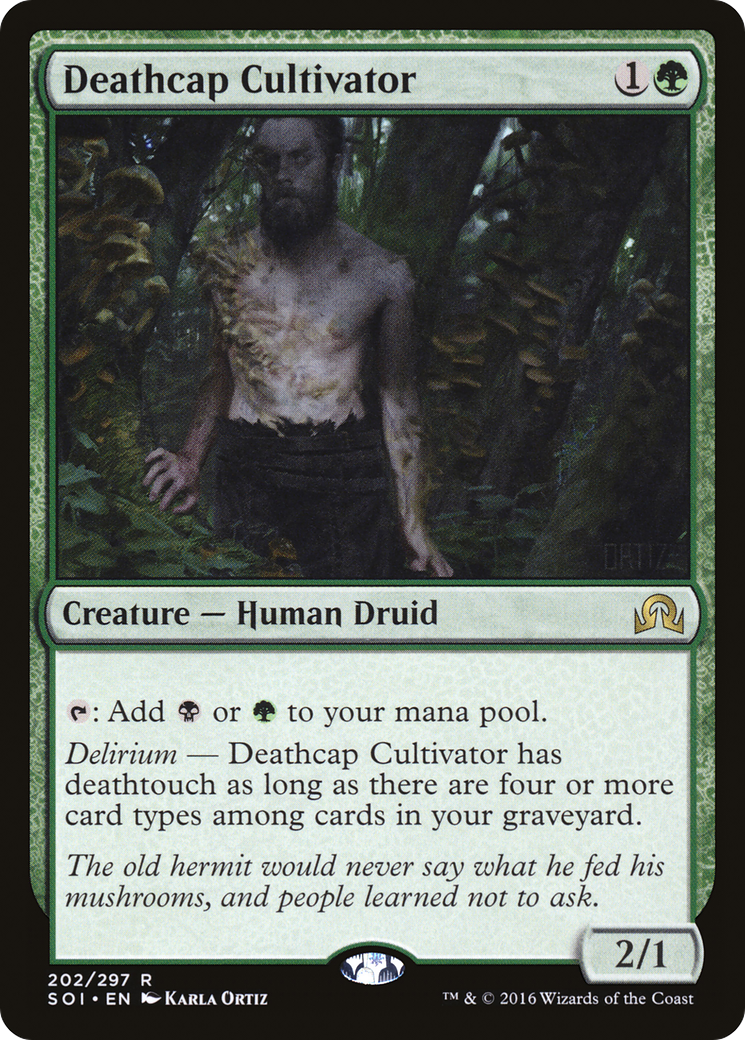 Deathcap Cultivator 1
ORTIZ
Creature — Human Druid
: Add or to your mana pool.
Delirium — Deathcap Cultivator has
deathtouch as long as there are four or more
card types among cards in your graveyard.
The old hermit would never say what he fed his
mushrooms, and people learned not to ask.
2/1
202/297 R
SOI • EN Karla Ortiz
™ & © 2016 Wizards of the Coast